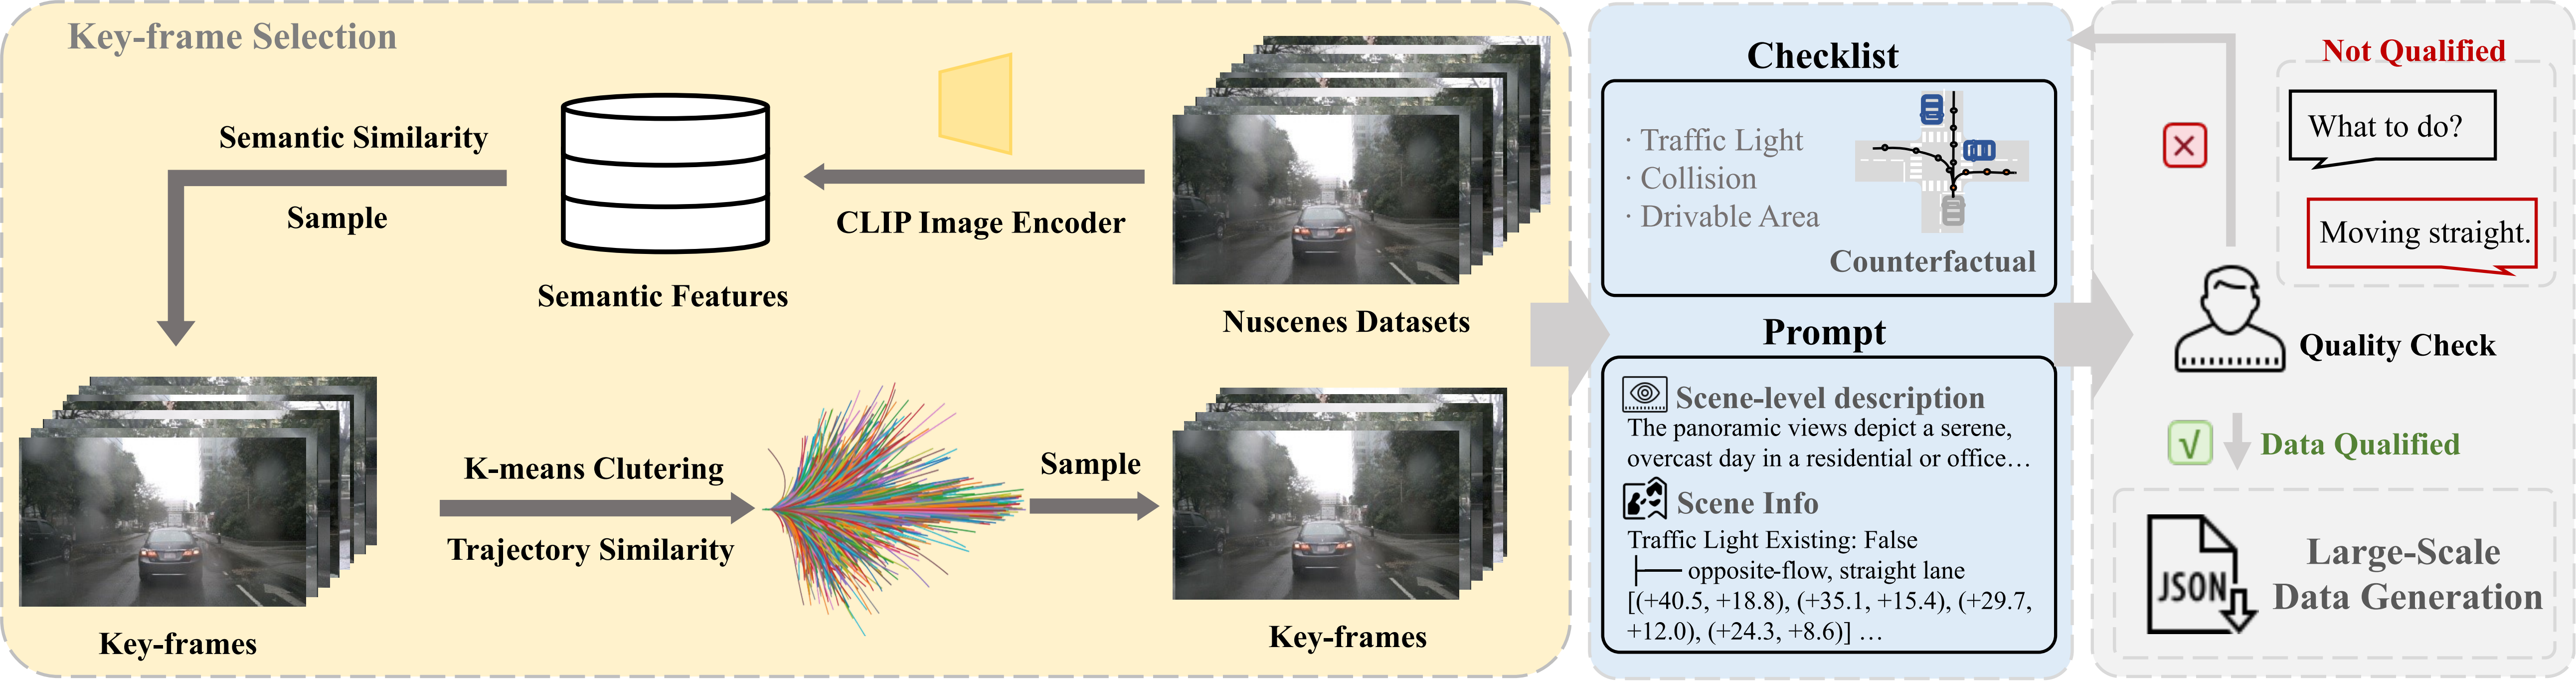 Key-frame Selection
Semantic Similarity
Sample
Semantic Features
CLIP Image Encoder
Nuscenes Datasets
Key-frames
K-means Clutering
Trajectory Similarity
Sample
Key-frames
Checklist
· Traffic Light
· Collision
· Drivable Area
Counterfactual
Prompt
Scene-level description
The panoramic views depict a serene,
overcast day in a residential or office…
Scene Info
Traffic Light Existing: False
opposite-flow, straight lane
[(+40.5, +18.8), (+35.1, +15.4), (+29.7,
+12.0), (+24.3, +8.6)] …
Not Qualified
What to do?
Moving straight.
Quality Check
√ Data Qualified
JSON
Large-Scale
Data Generation